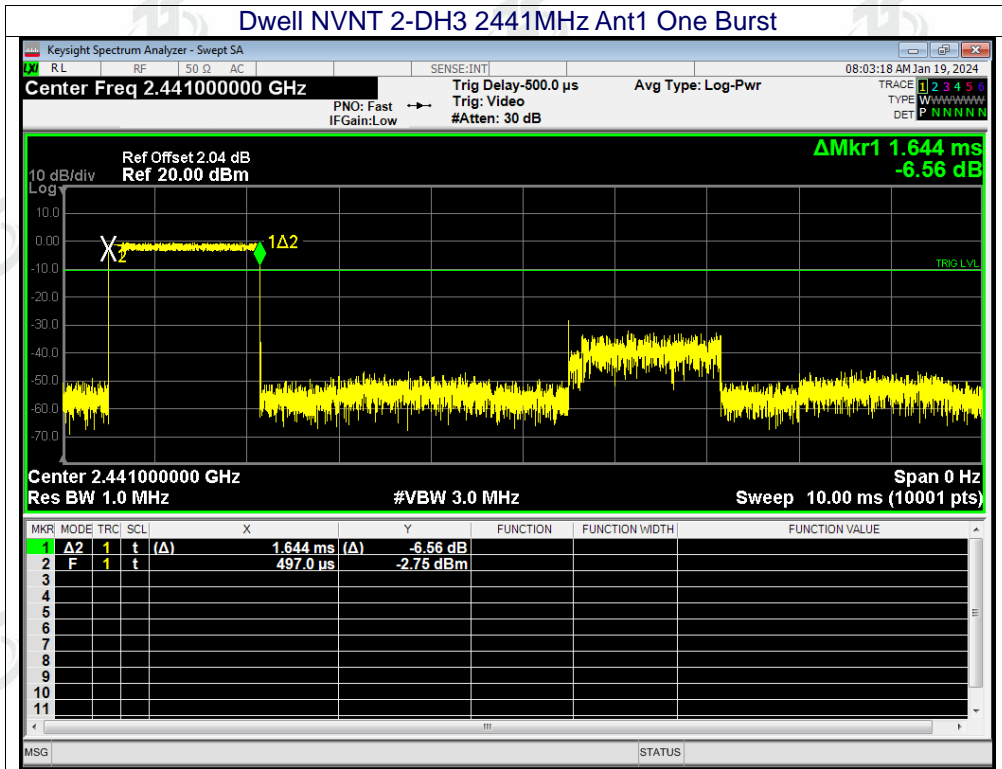 Dwell NVNT 2-DH3 2441MHz Ant1 One Burst
Keysight Spectrum Analyzer - Swept SA
LXI RL RF 50 Ω AC SENSE:INT 08:03:18 AM Jan 19, 2024
Center Freq 2.441000000 GHz
PNO: Fast
IFGain:Low
Trig Delay-500.0 µs
Trig: Video
#Atten: 30 dB
Avg Type: Log-Pwr
TRACE 1 2 3 4 5 6
TYPE WWWWWW
DET P N N N N N
ΔMkr1 1.644 ms
-6.56 dB
Ref Offset 2.04 dB
10 dB/div Ref 20.00 dBm
Log
10.0
0.00
-10.0
-20.0
-30.0
-40.0
-50.0
-60.0
-70.0
X2
1Δ2
TRIG LVL
Center 2.441000000 GHz Span 0 Hz
Res BW 1.0 MHz #VBW 3.0 MHz Sweep 10.00 ms (10001 pts)
MKR MODE TRC SCL X Y FUNCTION FUNCTION WIDTH FUNCTION VALUE
1 Δ2 1 t (Δ) 1.644 ms (Δ) -6.56 dB
2 F 1 t 497.0 µs -2.75 dBm
3
4
5
6
7
8
9
10
11
MSG STATUS